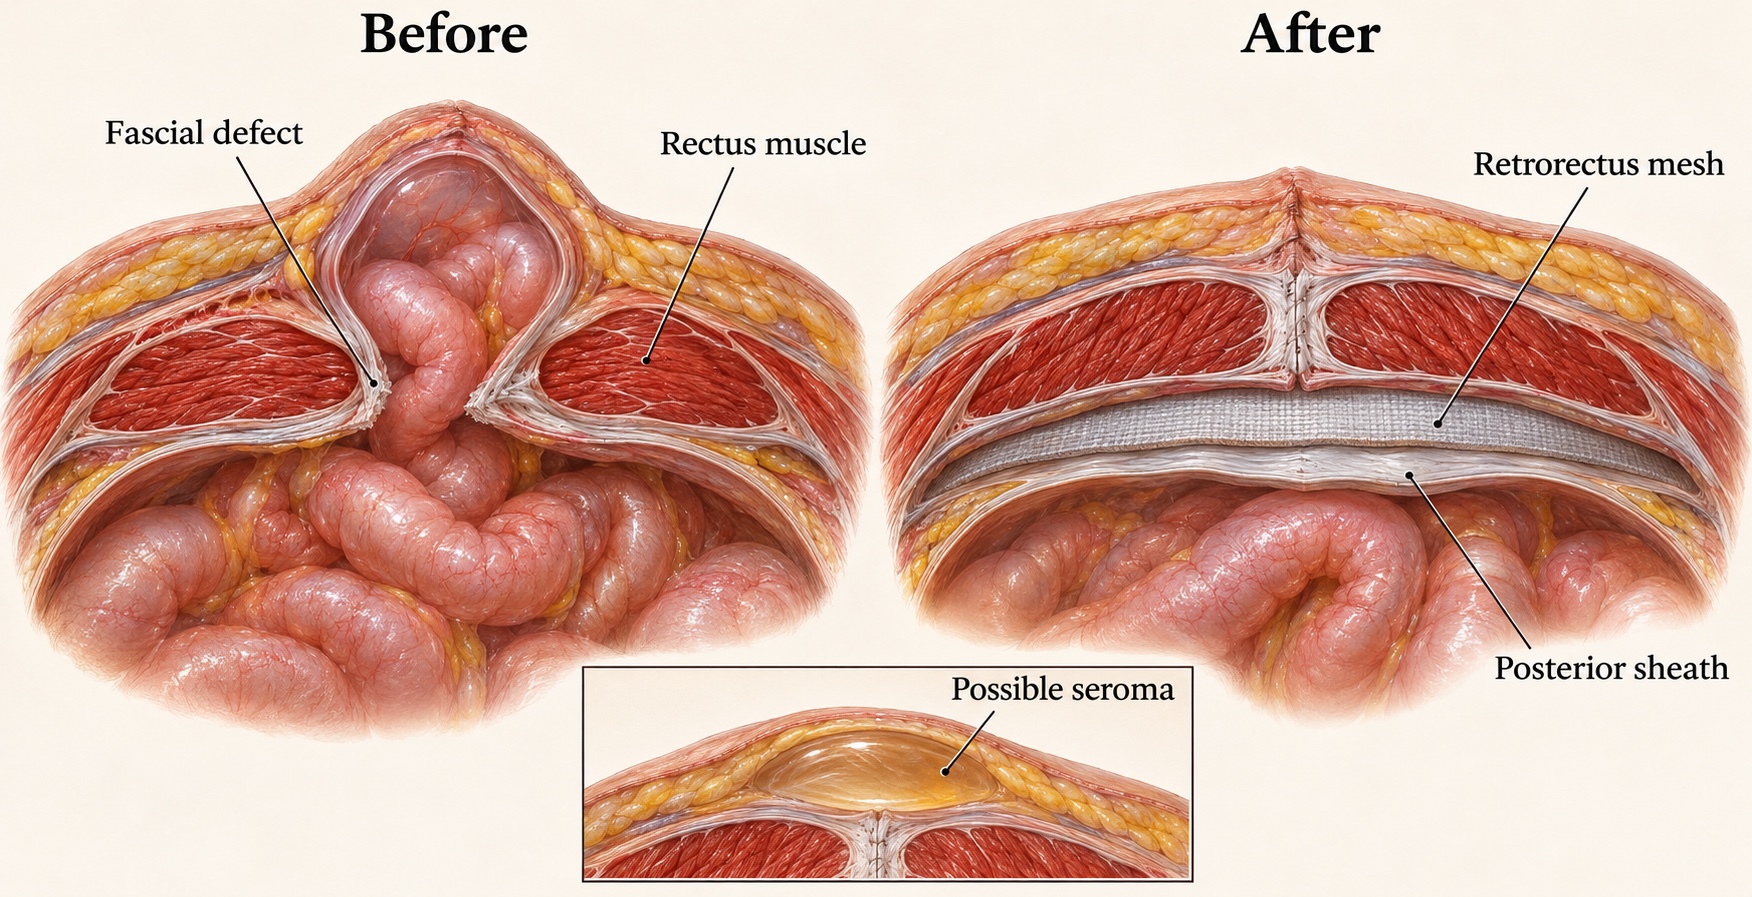 Before
After
Fascial defect
Rectus muscle
Retrorectus mesh
Posterior sheath
Possible seroma